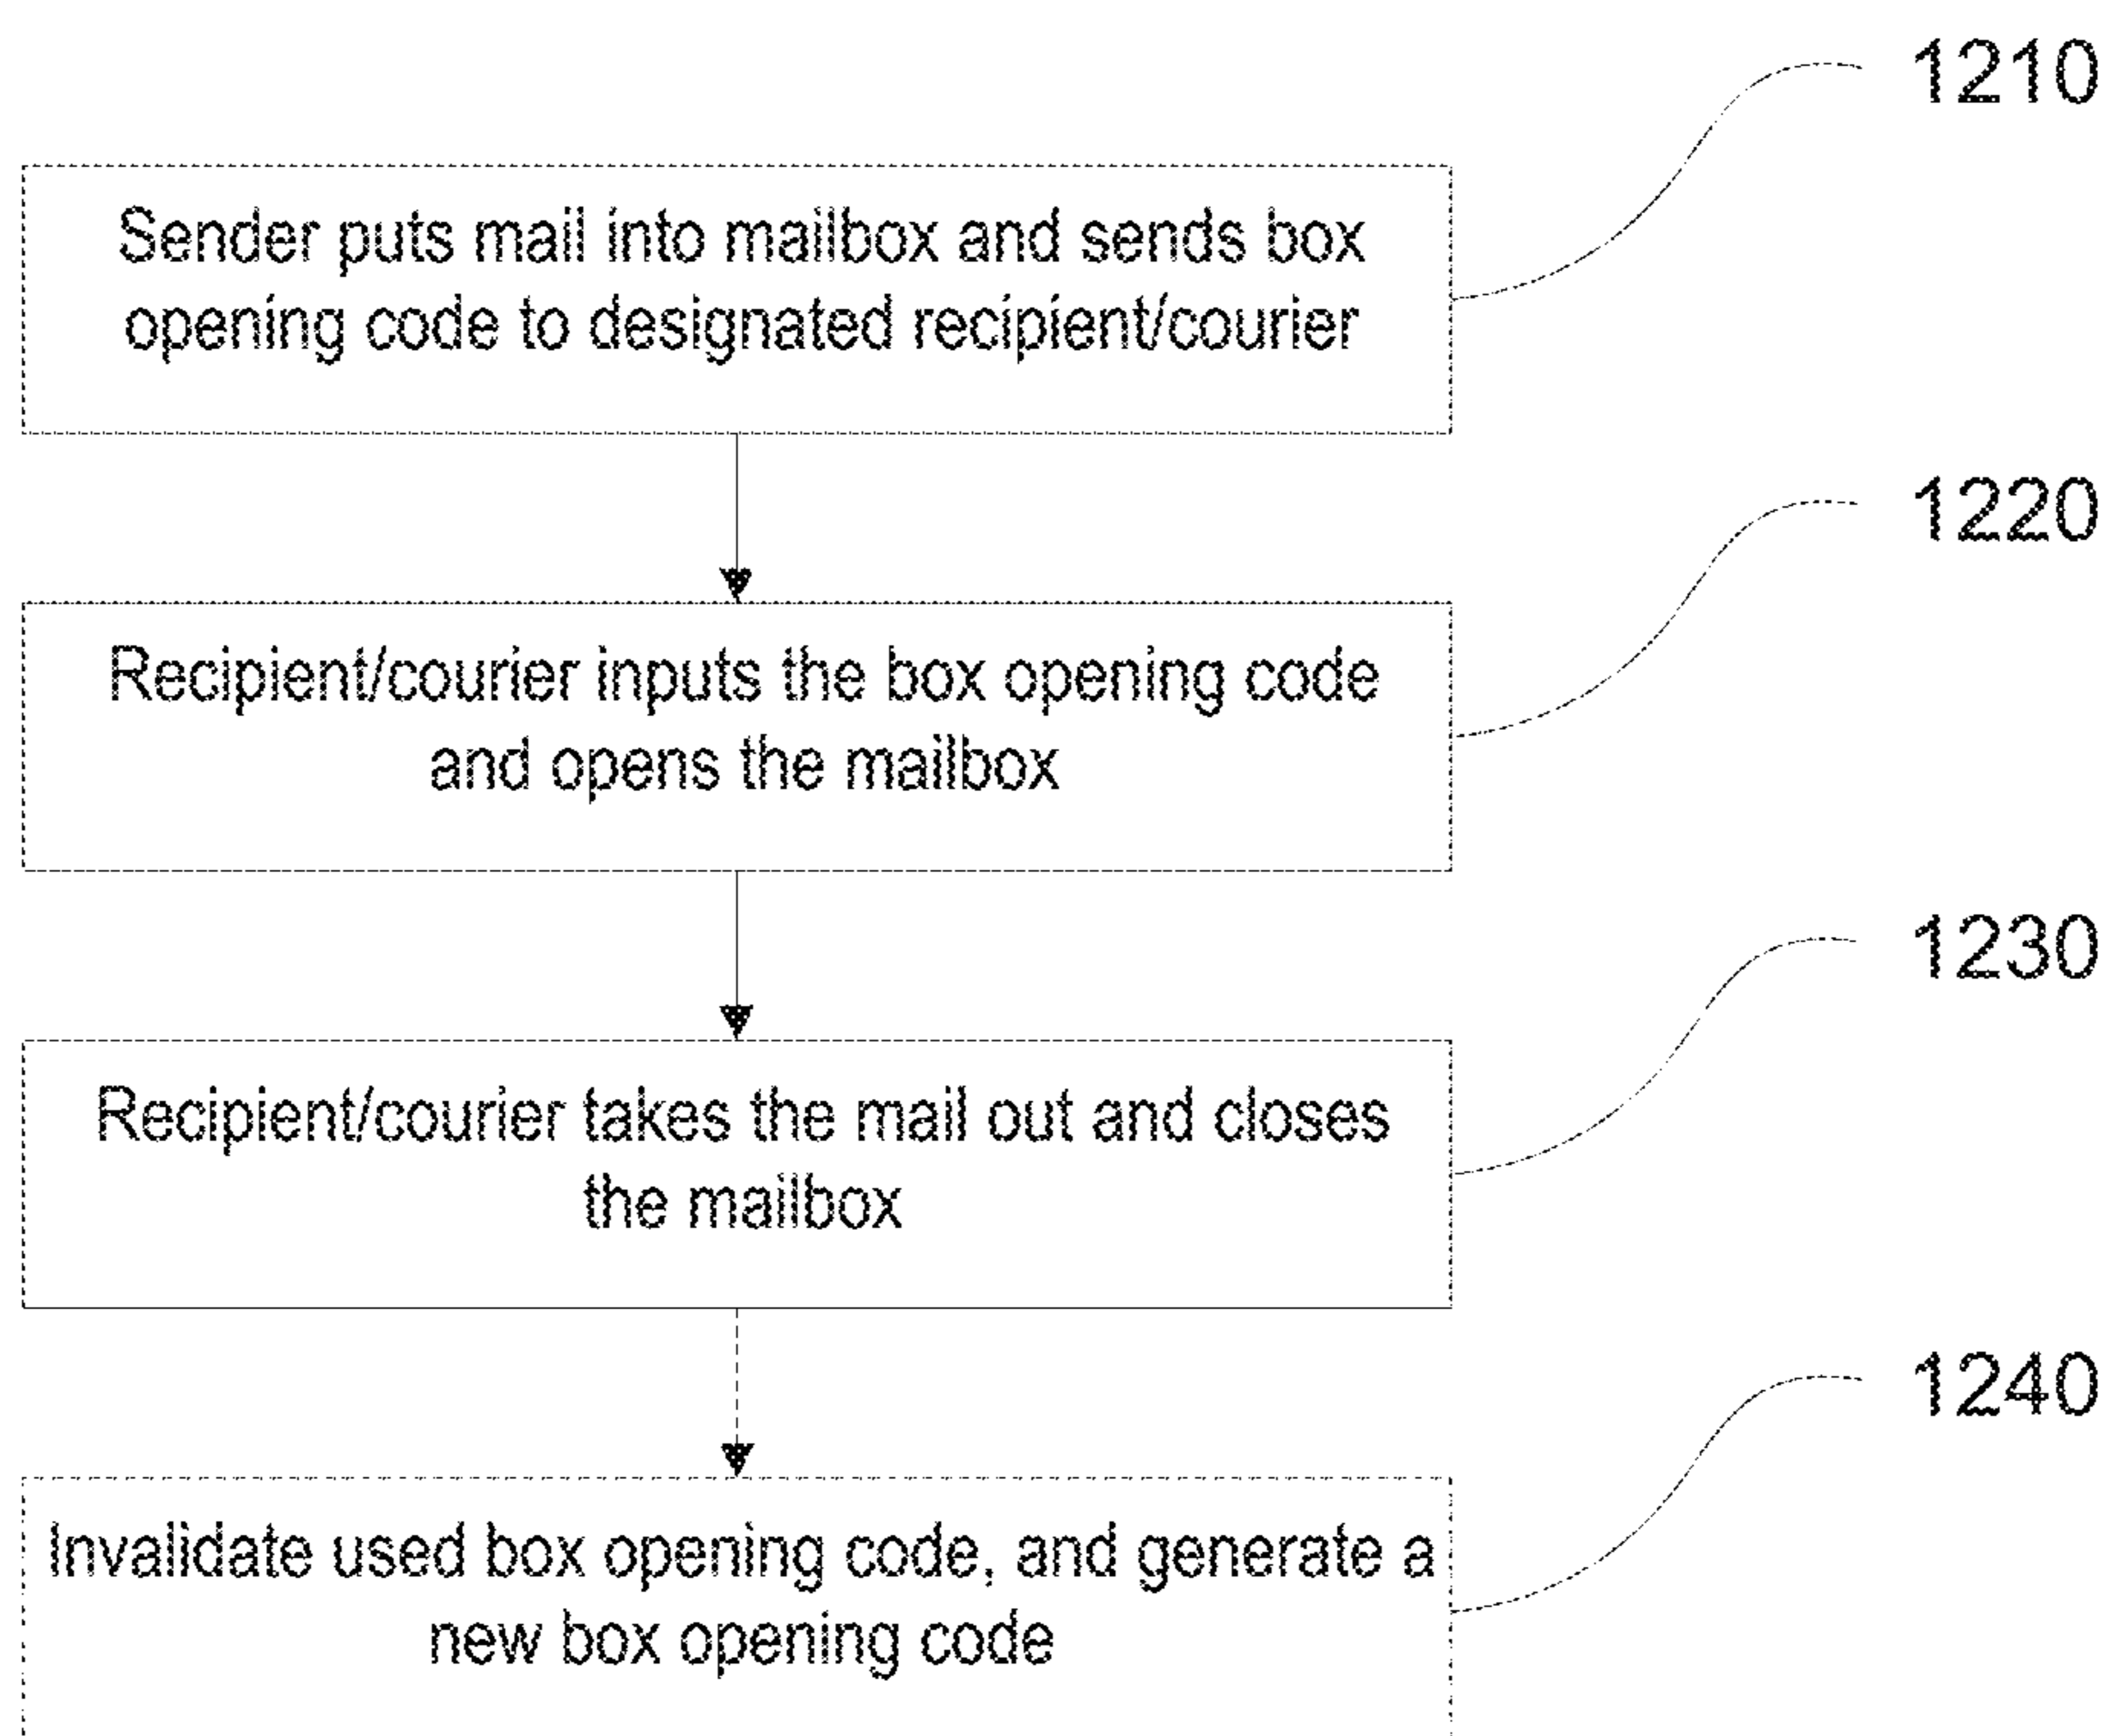 1210
Sender puts mail into mailbox and sends box
opening code to designated recipient/courier
1220
Recipient/courier inputs the box opening code
and opens the mailbox
1230
Recipient/courier takes the mail out and closes
the mailbox
1240
Invalidate used box opening code, and generate a
new box opening code